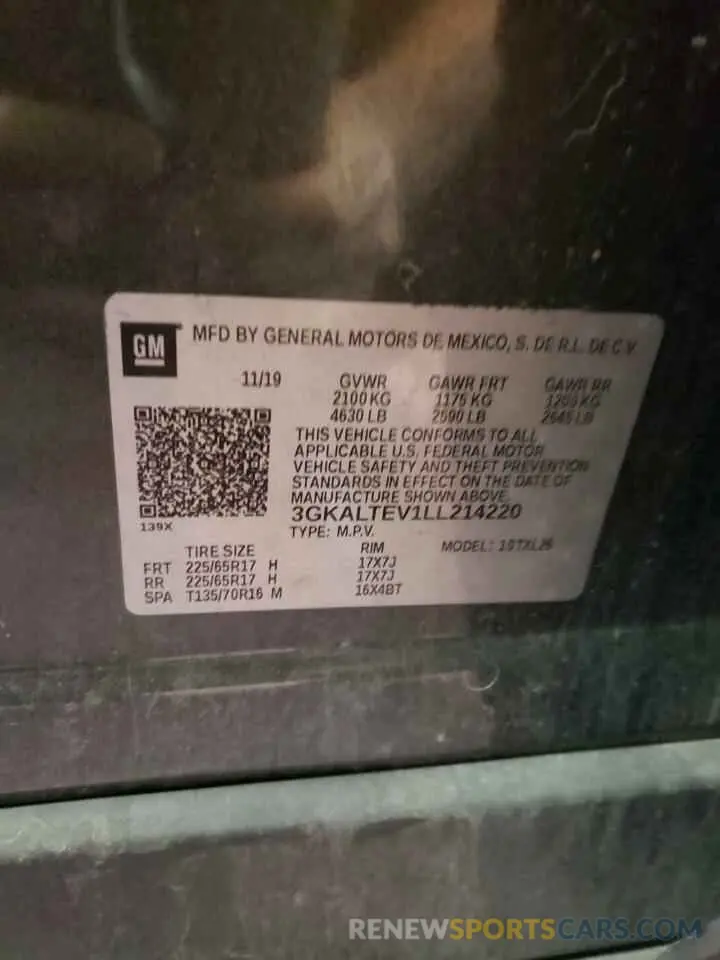 GM MFD BY GENERAL MOTORS DE MEXICO, S. DE R.L. DE C.V.
11/19 GVWR GAWR FRT GAWR RR
2100 KG 1175 KG KG
4630 LB 2590 LB LB
THIS VEHICLE CONFORMS TO ALL
APPLICABLE U.S. FEDERAL MOTOR
VEHICLE SAFETY AND THEFT PREVENTION
STANDARDS IN EFFECT ON THE DATE OF
MANUFACTURE SHOWN ABOVE.
3GKALTEV1LL214220
139X
TYPE: M.P.V.
TIRE SIZE RIM MODEL:
FRT 225/65R17 H 17X7J
RR 225/65R17 H 17X7J
SPA T135/70R16 M 16X4BT
RENEWSPORTSCARS.COM